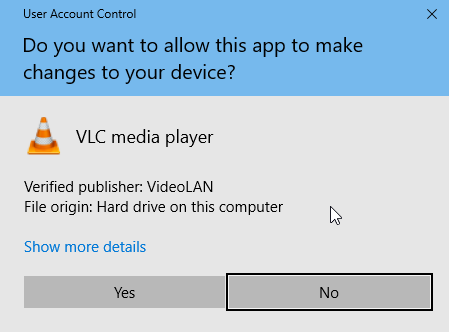 User Account Control
Do you want to allow this app to make
changes to your device?
VLC media player
Verified publisher: VideoLAN
File origin: Hard drive on this computer
Show more details
Yes
No